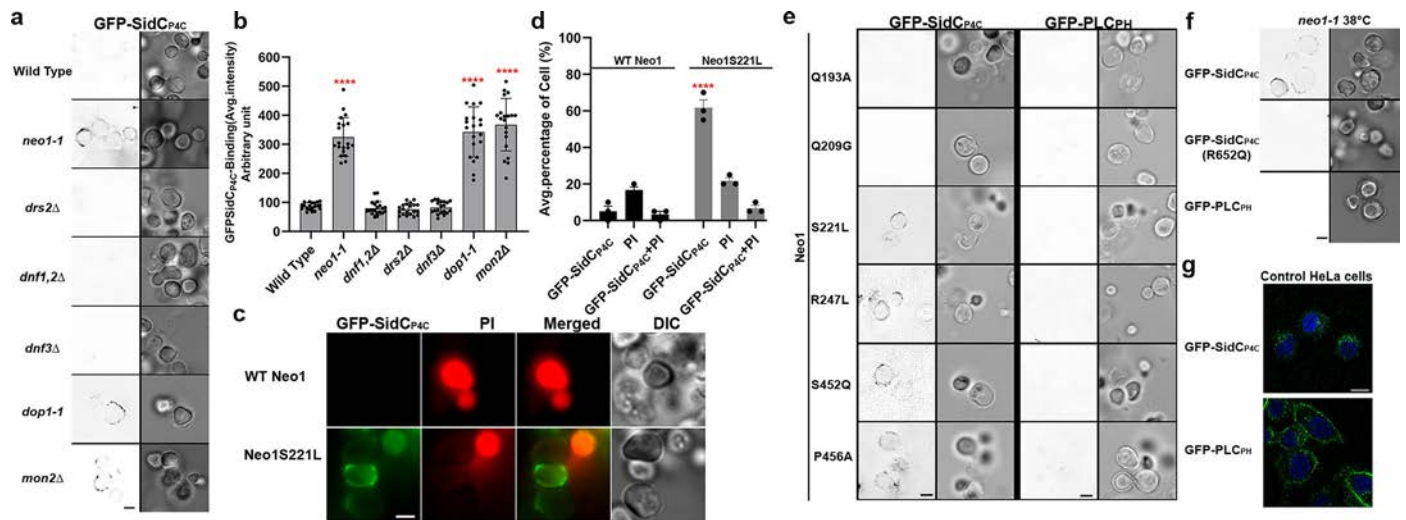 a
GFP-SidCP4C
Wild Type
neo1-1
drs2Δ
dnf1,2Δ
dnf3Δ
dop1-1
mon2Δ
b
GFPSidCP4C-Binding(Avg.intensity)
Arbitrary unit
600
500
400
300
200
100
0
****
****
****
Wild Type
neo1-1
dnf1,2Δ
drs2Δ
dnf3Δ
dop1-1
mon2Δ
c
GFP-SidCP4C PI Merged DIC
WT Neo1
Neo1S221L
d
Avg.percentage of Cell (%)
100
80
60
40
20
0
WT Neo1 Neo1S221L
****
GFP-SidCP4C
PI
GFP-SidCP4C+PI
GFP-SidCP4C
PI
GFP-SidCP4C+PI
e
GFP-SidCP4C GFP-PLCPH
Neo1
Q193A
Q209G
S221L
R247L
S452Q
P456A
f
neo1-1 38°C
GFP-SidCP4C
GFP-SidCP4C
(R652Q)
GFP-PLCPH
g
Control HeLa cells
GFP-SidCP4C
GFP-PLCPH